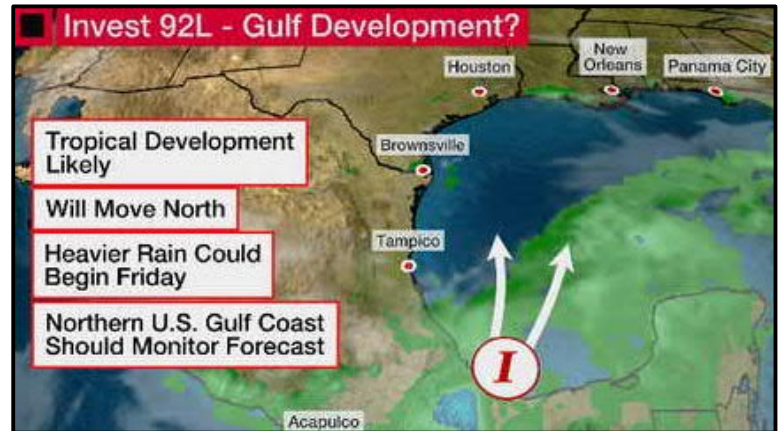 Invest 92L - Gulf Development?
New
Orleans
Houston
Panama City
Tropical Development
Likely
Brownsville
Will Move North
Tampico
Heavier Rain Could
Begin Friday
Northern U.S. Gulf Coast
Should Monitor Forecast
I
Acapulco